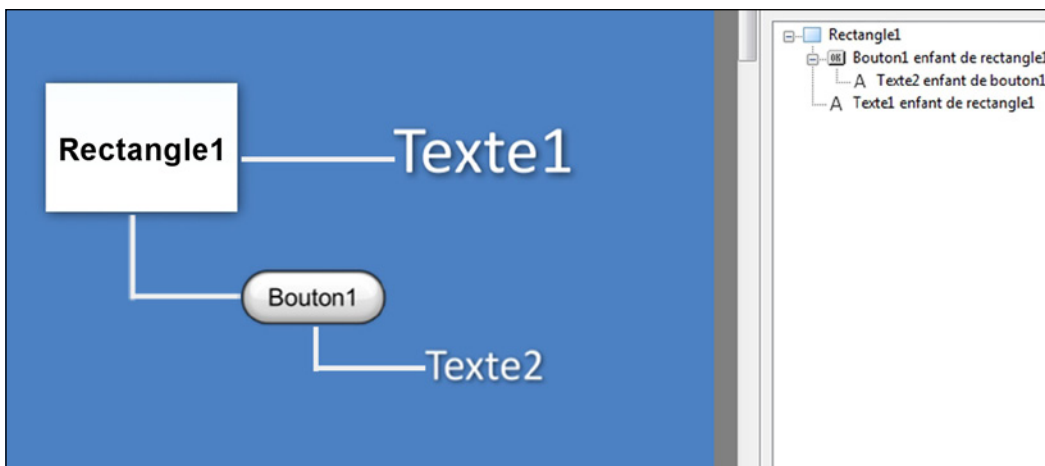 Rectangle1
Texte1
Bouton1
Texte2
Rectangle1
Bouton1 enfant de rectangle1
Texte2 enfant de bouton1
Texte1 enfant de rectangle1